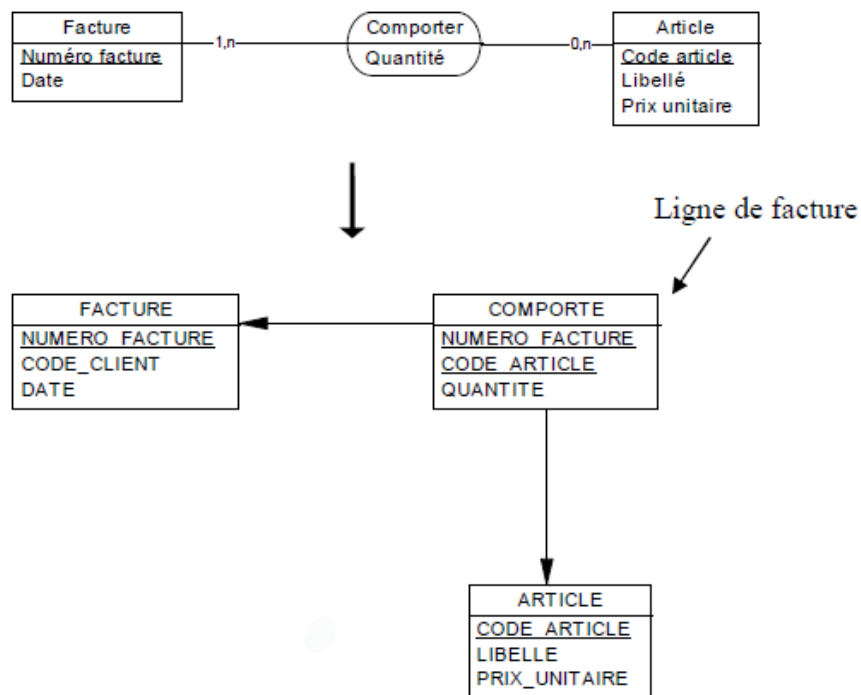 Facture
Numéro facture
Date
1,n
Comporter
Quantité
0,n
Article
Code article
Libellé
Prix unitaire
Ligne de facture
FACTURE
NUMERO_FACTURE
CODE_CLIENT
DATE
COMPORTE
NUMERO_FACTURE
CODE_ARTICLE
QUANTITE
ARTICLE
CODE_ARTICLE
LIBELLE
PRIX_UNITAIRE